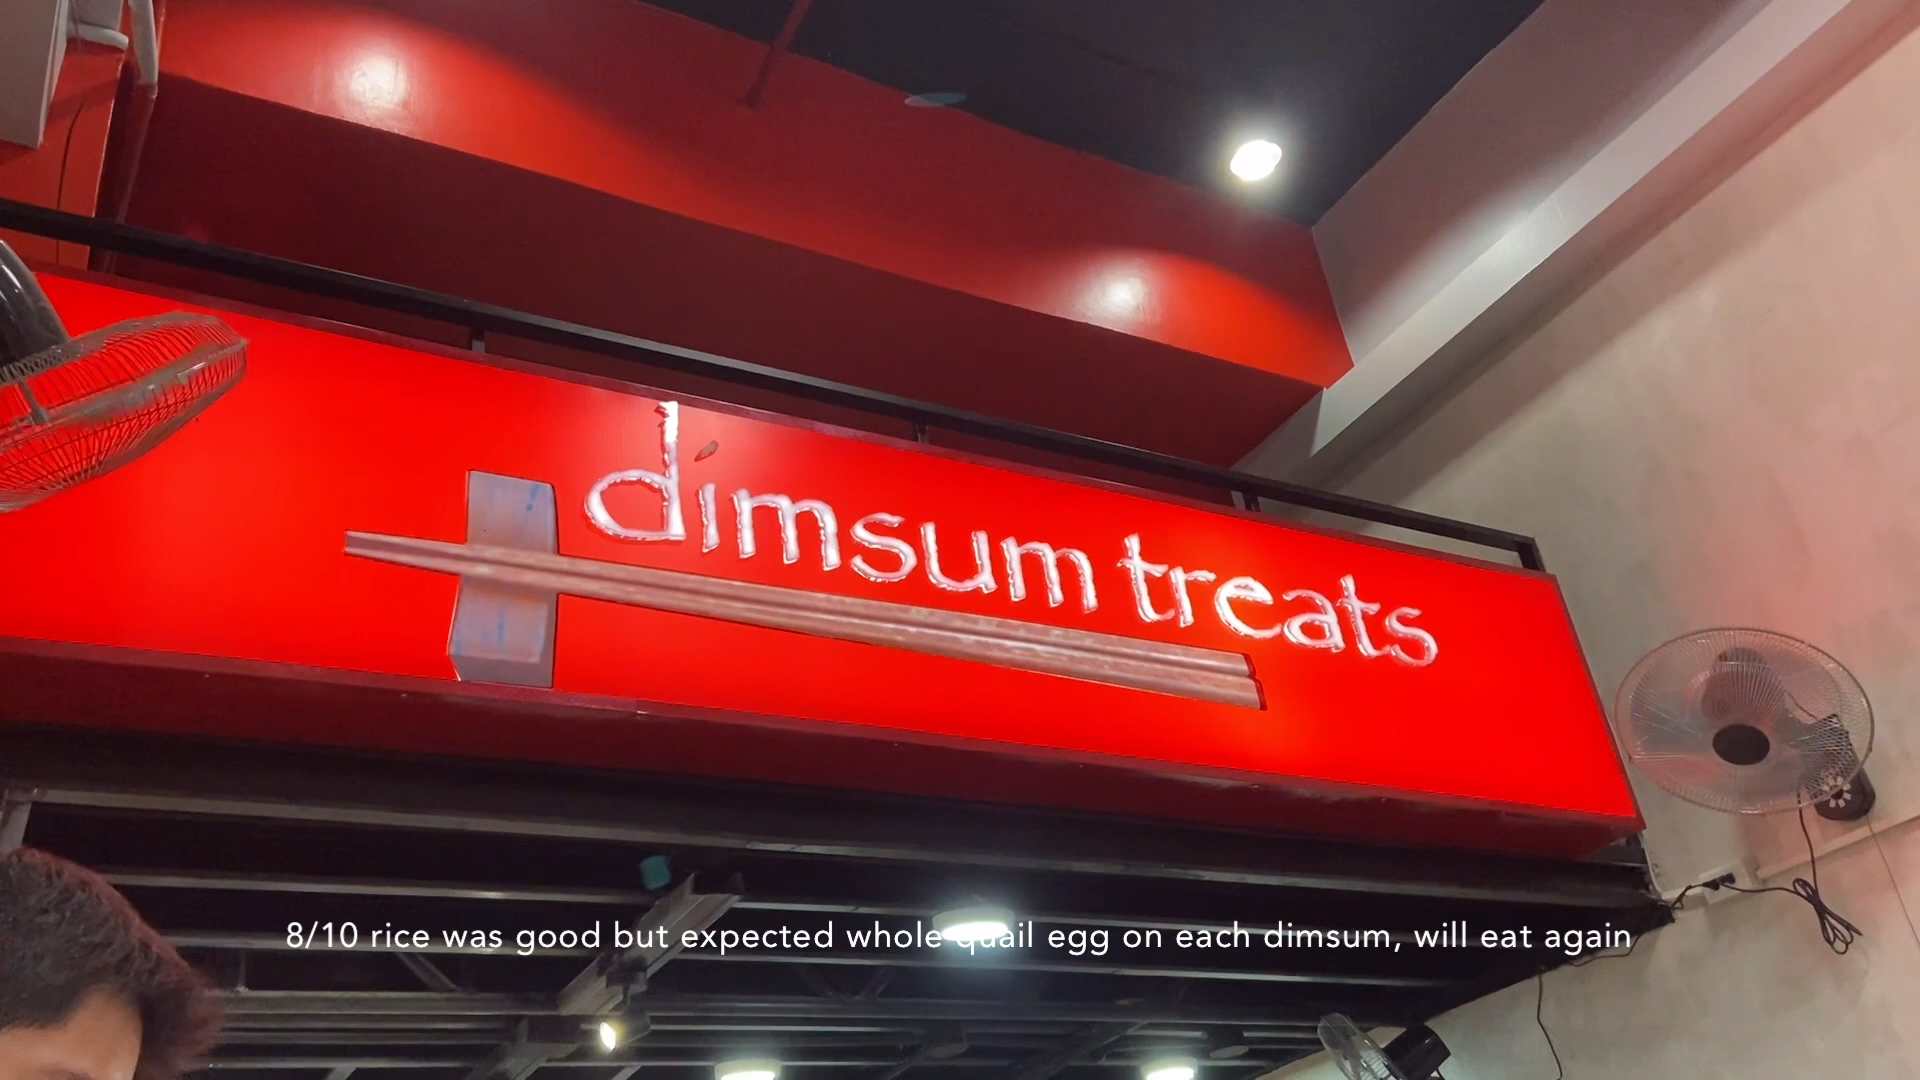 dimsum treats
8/10 rice was good but expected whole quail egg on each dimsum, will eat again